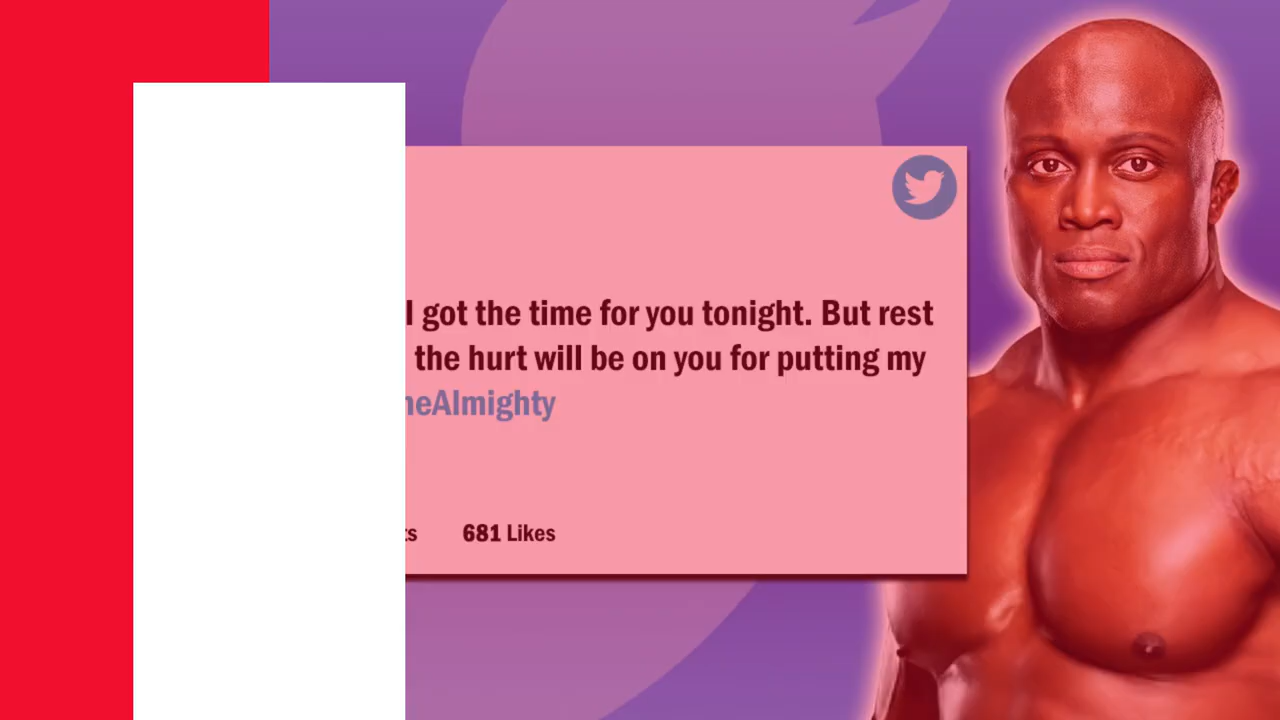 I got the time for you tonight. But rest
the hurt will be on you for putting my
heAlmighty
681 Likes